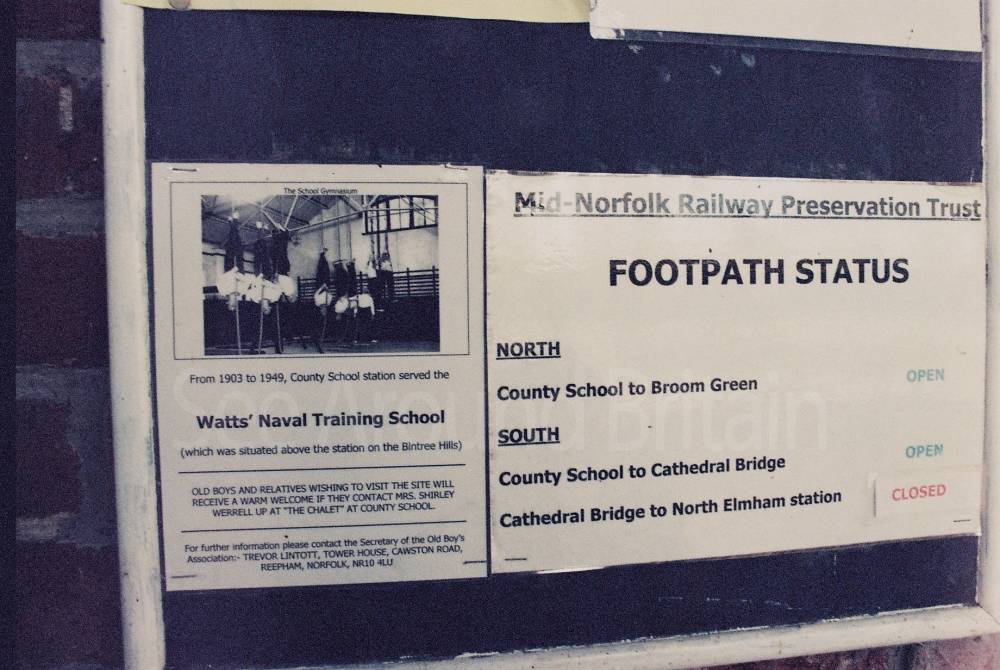 The School Gymnasium
From 1903 to 1949, County School station served the
Watts' Naval Training School
(which was situated above the station on the Bintree Hills)
OLD BOYS AND RELATIVES WISHING TO VISIT THE SITE WILL
RECEIVE A WARM WELCOME IF THEY CONTACT MRS. SHIRLEY
WERRELL UP AT "THE CHALET" AT COUNTY SCHOOL.
For further information please contact the Secretary of the Old Boy's
Association:- TREVOR LINTOTT, TOWER HOUSE, CAWSTON ROAD,
REEPHAM, NORFOLK, NR10 4LU
Mid-Norfolk Railway Preservation Trust
FOOTPATH STATUS
NORTH
County School to Broom Green OPEN
SOUTH
County School to Cathedral Bridge OPEN
Cathedral Bridge to North Elmham station CLOSED
See Around Britain